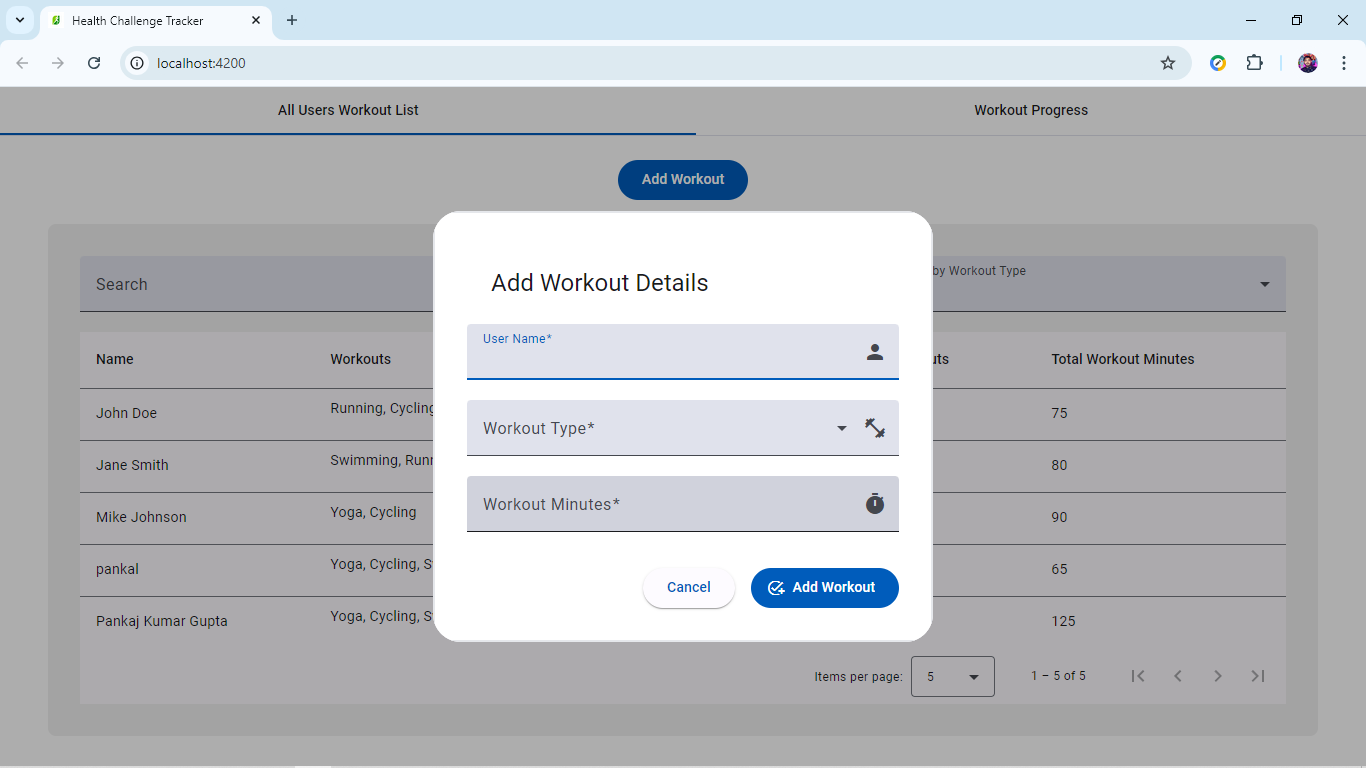 Health Challenge Tracker
localhost:4200
All Users Workout List
Workout Progress
Add Workout
Search
by Workout Type
Add Workout Details
User Name*
Workout Type*
Workout Minutes*
Cancel
Add Workout
Name
Workouts
Total Workout Minutes
John Doe
Running, Cycling
75
Jane Smith
Swimming,
80
Mike Johnson
Yoga, Cycling
90
pankal
Yoga, Cycling,
65
Pankaj Kumar Gupta
Yoga, Cycling,
125
Items per page:
5
1 – 5 of 5